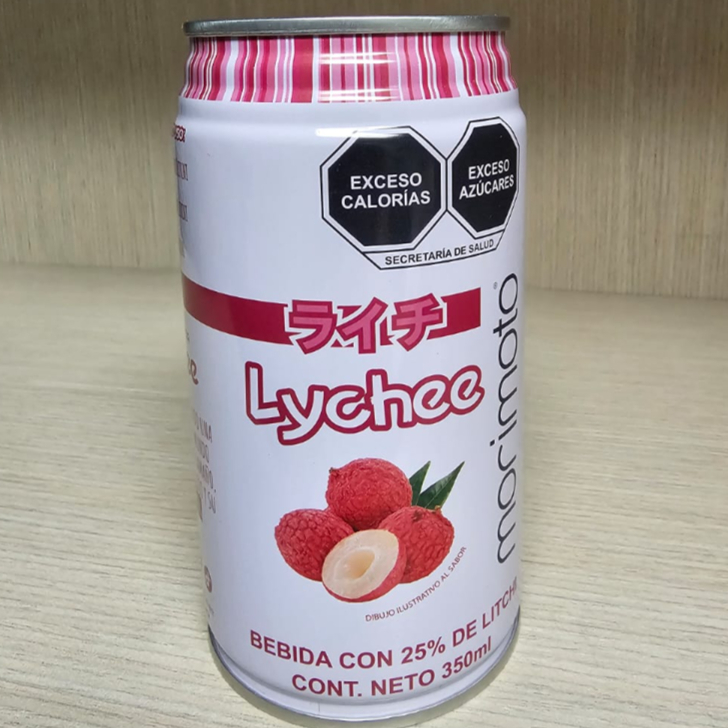 EXCESO
CALORÍAS
EXCESO
AZÚCARES
SECRETARÍA DE SALUD
ライチ
Lychee
morimoto
®
DIBUJO ILUSTRATIVO AL SABOR
BEBIDA CON 25% DE LITCHI
CONT. NETO 350ml